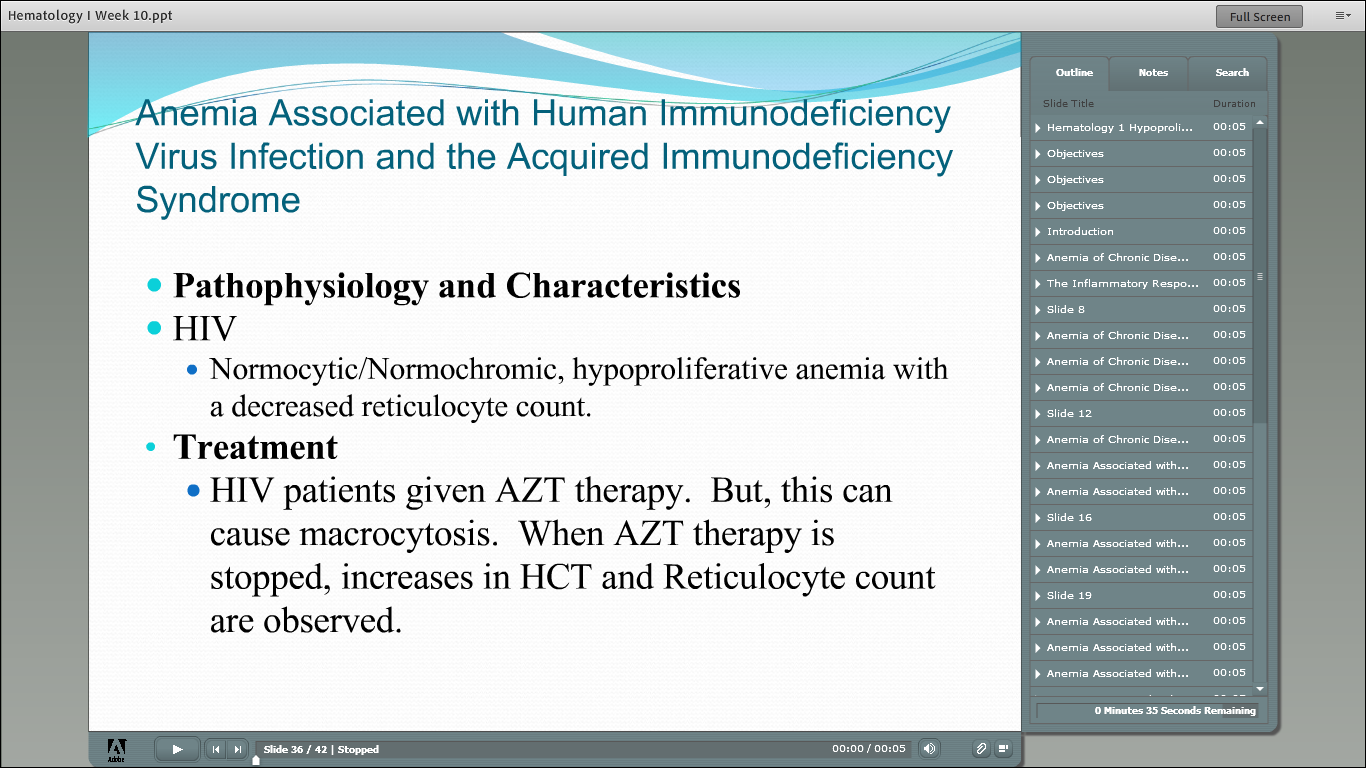 Hematology I Week 10.ppt
Full Screen
Anemia Associated with Human Immunodeficiency
Virus Infection and the Acquired Immunodeficiency
Syndrome
Pathophysiology and Characteristics
HIV
Normocytic/Normochromic, hypoproliferative anemia with
a decreased reticulocyte count.
Treatment
HIV patients given AZT therapy.  But, this can
cause macrocytosis.  When AZT therapy is
stopped, increases in HCT and Reticulocyte count
are observed.
Outline Notes Search
Slide Title Duration
Hematology 1 Hypoproli... 00:05
Objectives 00:05
Objectives 00:05
Objectives 00:05
Introduction 00:05
Anemia of Chronic Dise... 00:05
The Inflammatory Respo... 00:05
Slide 8 00:05
Anemia of Chronic Dise... 00:05
Anemia of Chronic Dise... 00:05
Anemia of Chronic Dise... 00:05
Slide 12 00:05
Anemia of Chronic Dise... 00:05
Anemia Associated with... 00:05
Anemia Associated with... 00:05
Slide 16 00:05
Anemia Associated with... 00:05
Anemia Associated with... 00:05
Slide 19 00:05
Anemia Associated with... 00:05
Anemia Associated with... 00:05
Anemia Associated with... 00:05
0 Minutes 35 Seconds Remaining
Adobe
Slide 36 / 42 | Stopped
00:00 / 00:05